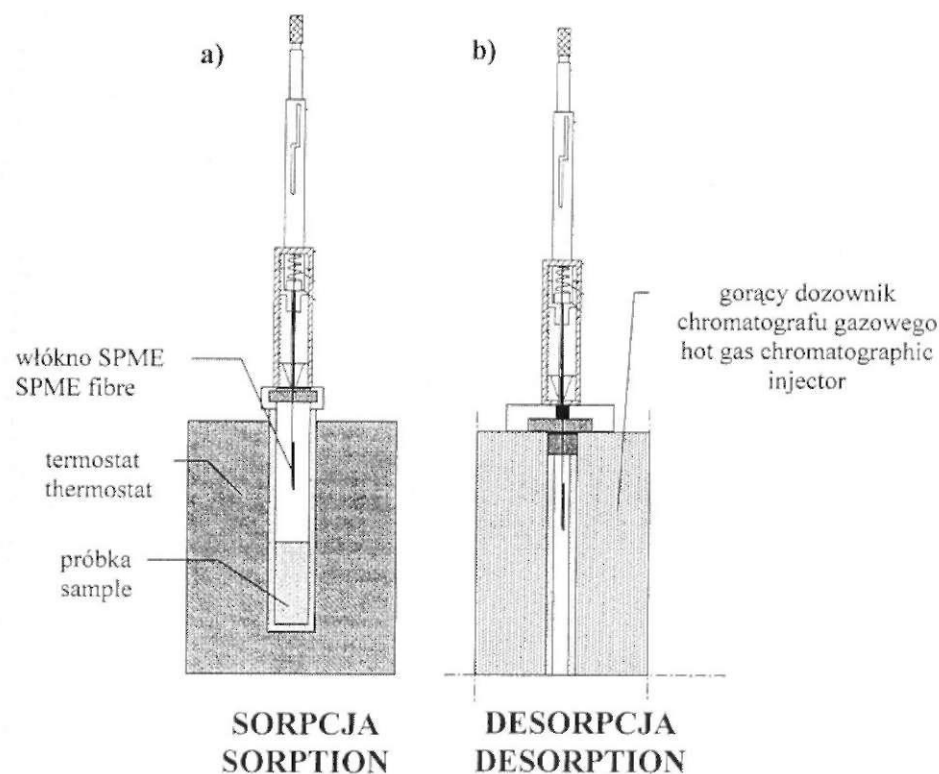 a)
b)
włókno SPME
SPME fibre
termostat
thermostat
próbka
sample
gorący dozownik
chromatografu gazowego
hot gas chromatographic
injector
SORPCJA
SORPTION
DESORPCJA
DESORPTION